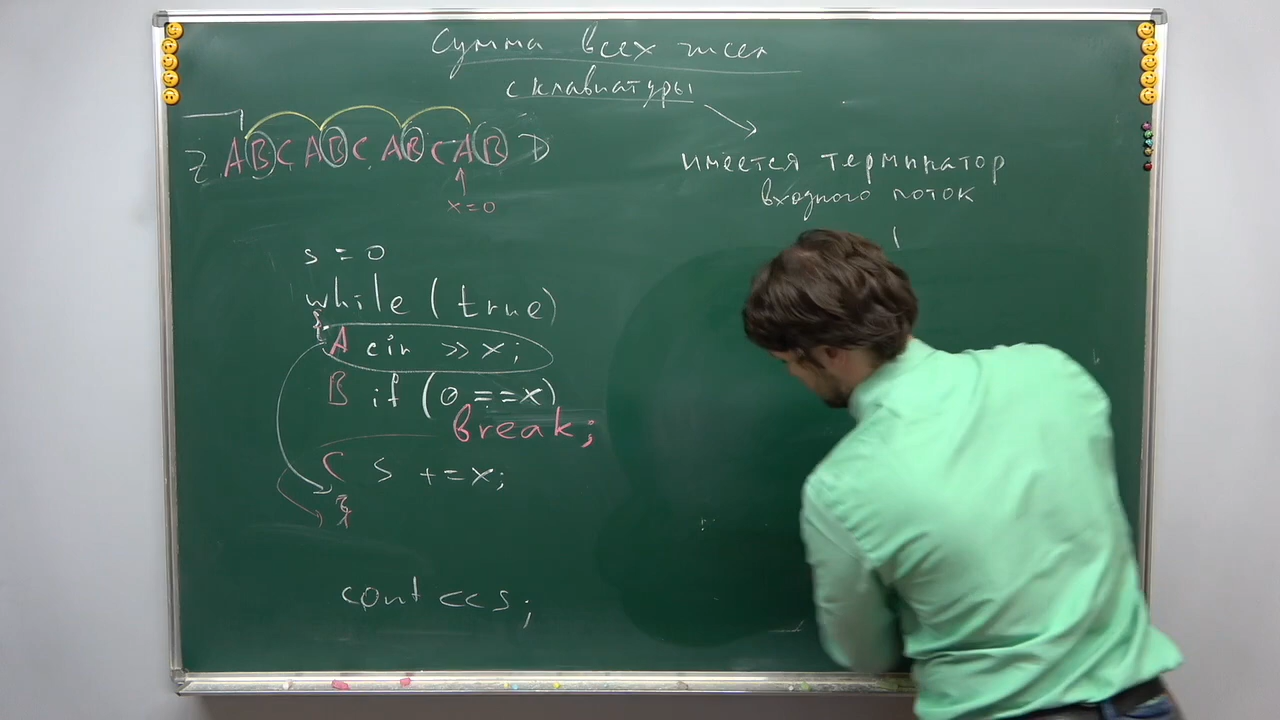 Сумма всех чисел
с клавиатуры
Z A B C A B C A B C A B D
x = 0
имеется терминатор
входного поток
s = 0
while (true)
{
A cin >> x;
B if (0 == x)
break;
C s += x;
}
cout << s;